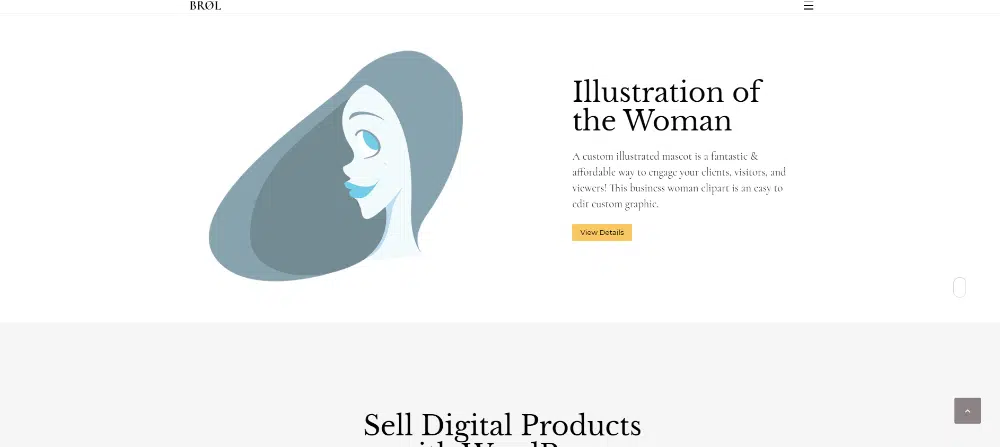 BRØL
Illustration of
the Woman
A custom illustrated mascot is a fantastic &
affordable way to engage your clients, visitors, and
viewers! This business woman clipart is an easy to
edit custom graphic.
View Details
Sell Digital Products